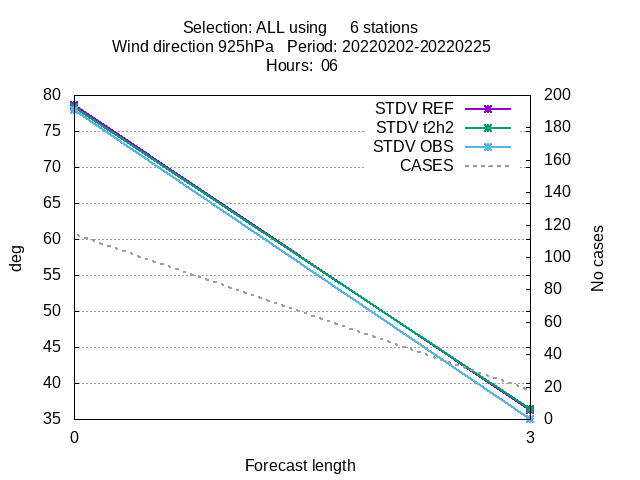 Selection: ALL using     6 stations
Wind direction 925hPa   Period: 20220202-20220225
Hours:  06
80
75
70
65
60
55
50
45
40
35
deg
200
180
160
140
120
100
80
60
40
20
0
No cases
STDV REF
STDV t2h2
STDV OBS
CASES
0
3
Forecast length